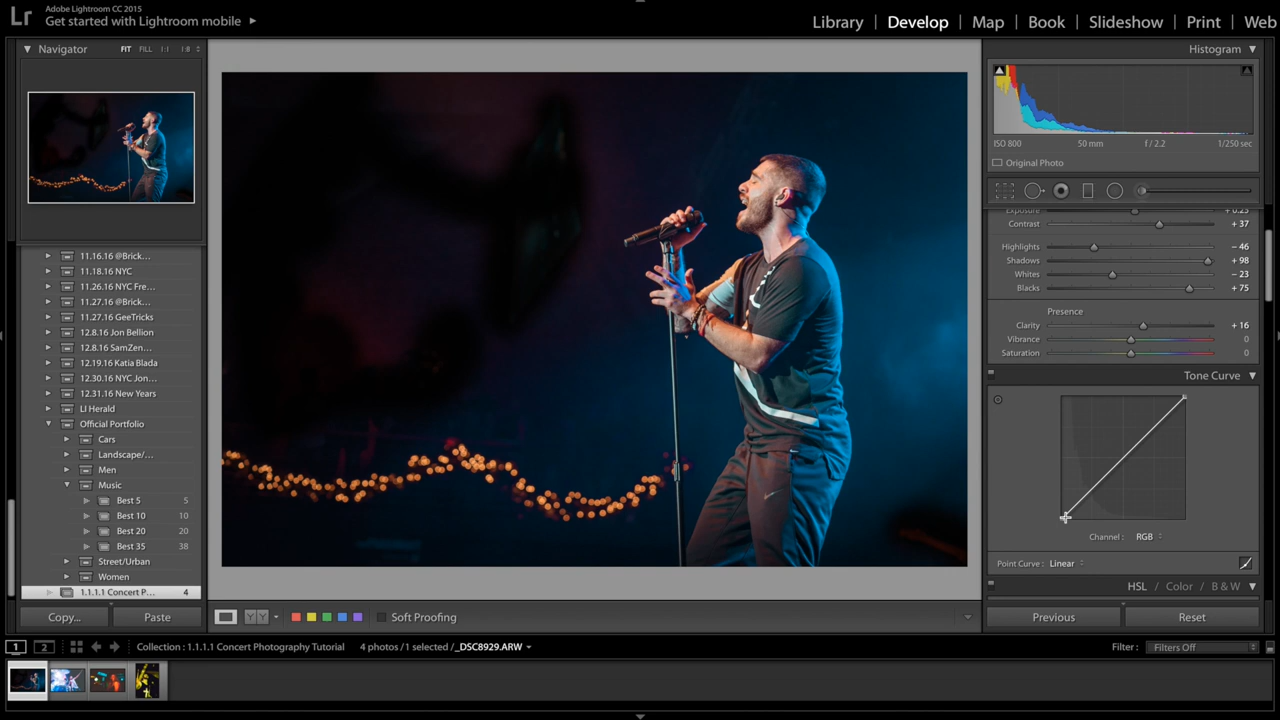 Lr
Adobe Lightroom CC 2015
Get started with Lightroom mobile
Library | Develop | Map | Book | Slideshow | Print | Web
Navigator FIT FILL 1:1 1:8
11.16.16 @Brick...
11.18.16 NYC
11.26.16 NYC Fre...
11.27.16 @Brick...
11.27.16 GeeTricks
12.8.16 Jon Bellion
12.8.16 SamZen...
12.19.16 Katia Blada
12.30.16 NYC Jon...
12.31.16 New Years
LI Herald
Official Portfolio
Cars
Landscape/...
Men
Music
Best 5 5
Best 10 10
Best 20 20
Best 35 38
Street/Urban
Women
1.1.1.1 Concert P... 4
Copy... Paste
Soft Proofing
Histogram
ISO 800 50 mm f / 2.2 1/250 sec
Original Photo
Exposure + 0.25
Contrast + 37
Highlights – 46
Shadows + 98
Whites – 23
Blacks + 75
Presence
Clarity + 16
Vibrance 0
Saturation 0
Tone Curve
Channel : RGB
Point Curve : Linear
HSL / Color / B & W
Previous Reset
1 2 Collection : 1.1.1.1 Concert Photography Tutorial 4 photos / 1 selected / _DSC8929.ARW Filter : Filters Off